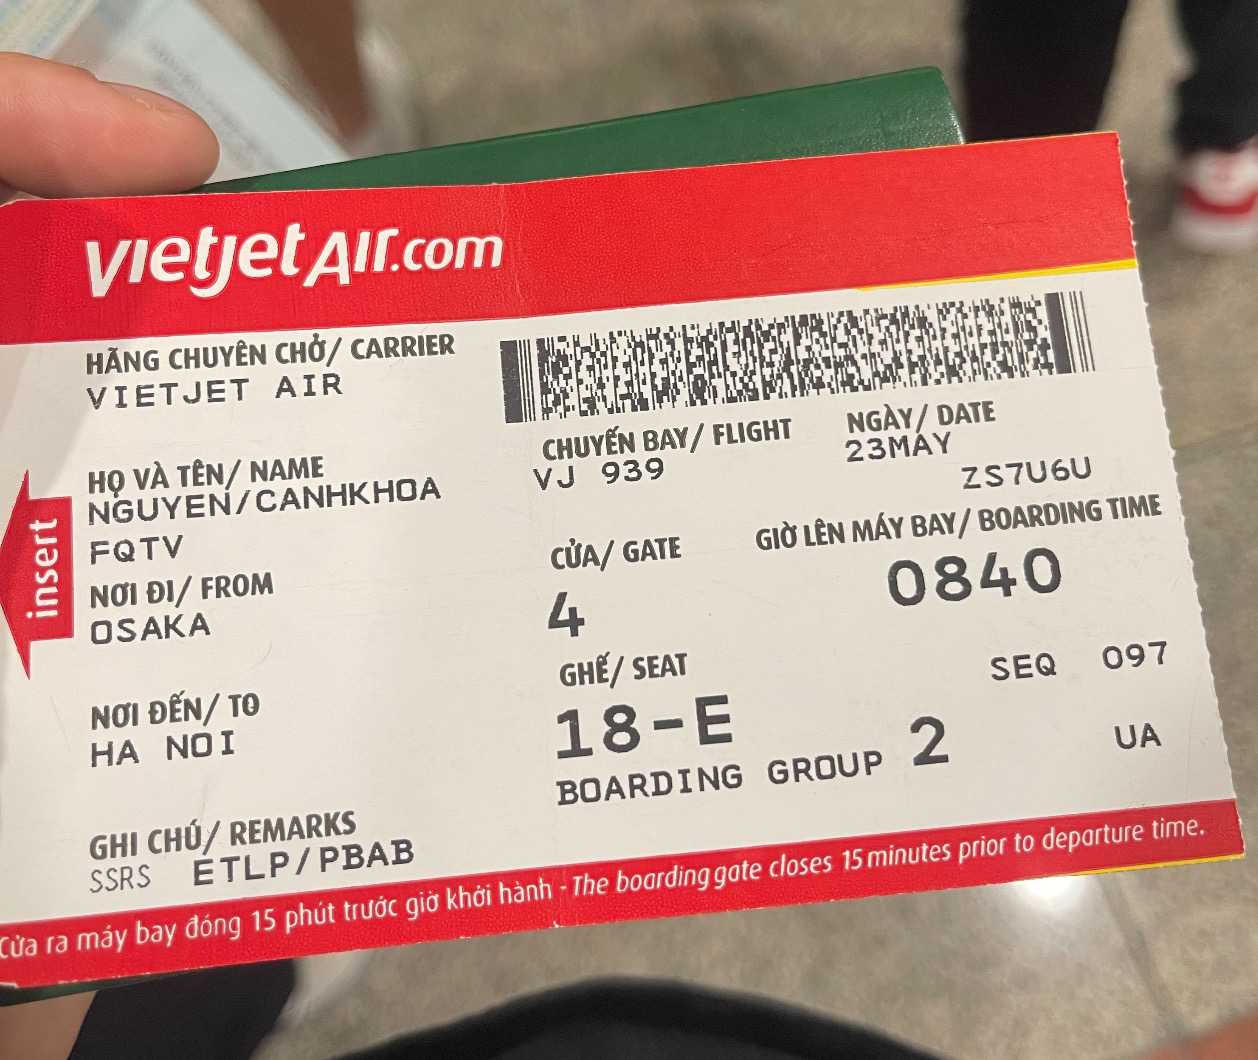 vietjetAir.com
HÃNG CHUYÊN CHỞ/ CARRIER
VIETJET AIR
HỌ VÀ TÊN/ NAME
NGUYEN/CANHKHOA
FQTV
NƠI ĐI/ FROM
OSAKA
NƠI ĐẾN/ TO
HA NOI
GHI CHÚ/ REMARKS
SSRS ETLP/PBAB
insert
CHUYẾN BAY/ FLIGHT
VJ 939
NGÀY/ DATE
23MAY
ZS7U6U
CỬA/ GATE
4
GIỜ LÊN MÁY BAY/ BOARDING TIME
0840
GHẾ/ SEAT
18-E
SEQ 097
BOARDING GROUP 2
UA
Cửa ra máy bay đóng 15 phút trước giờ khởi hành - The boarding gate closes 15 minutes prior to departure time.